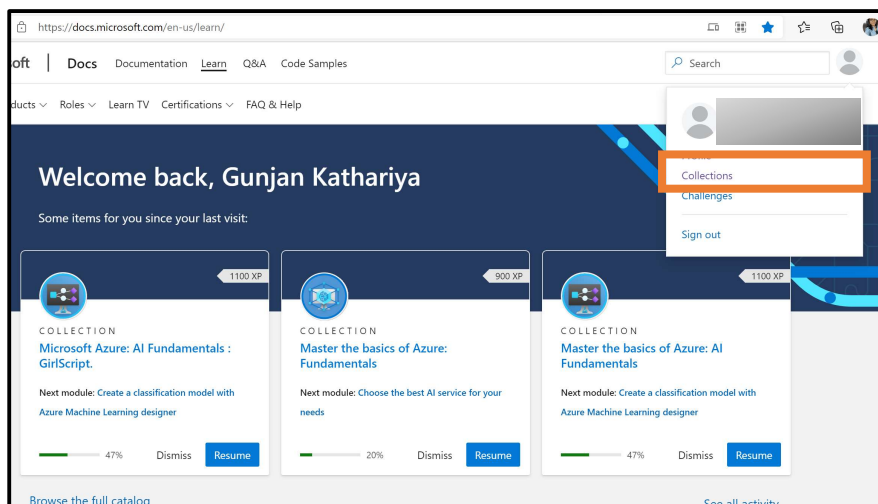 https://docs.microsoft.com/en-us/learn/
oft | Docs Documentation Learn Q&A Code Samples Search
ducts Roles Learn TV Certifications FAQ & Help
Collections
Challenges
Sign out
Welcome back, Gunjan Kathariya
Some items for you since your last visit:
1100 XP
COLLECTION
Microsoft Azure: AI Fundamentals :
GirlScript.
Next module: Create a classification model with
Azure Machine Learning designer
47% Dismiss Resume
900 XP
COLLECTION
Master the basics of Azure:
Fundamentals
Next module: Choose the best AI service for your
needs
20% Dismiss Resume
1100 XP
COLLECTION
Master the basics of Azure: AI
Fundamentals
Next module: Create a classification model with
Azure Machine Learning designer
47% Dismiss Resume
Browse the full catalog
See all activity